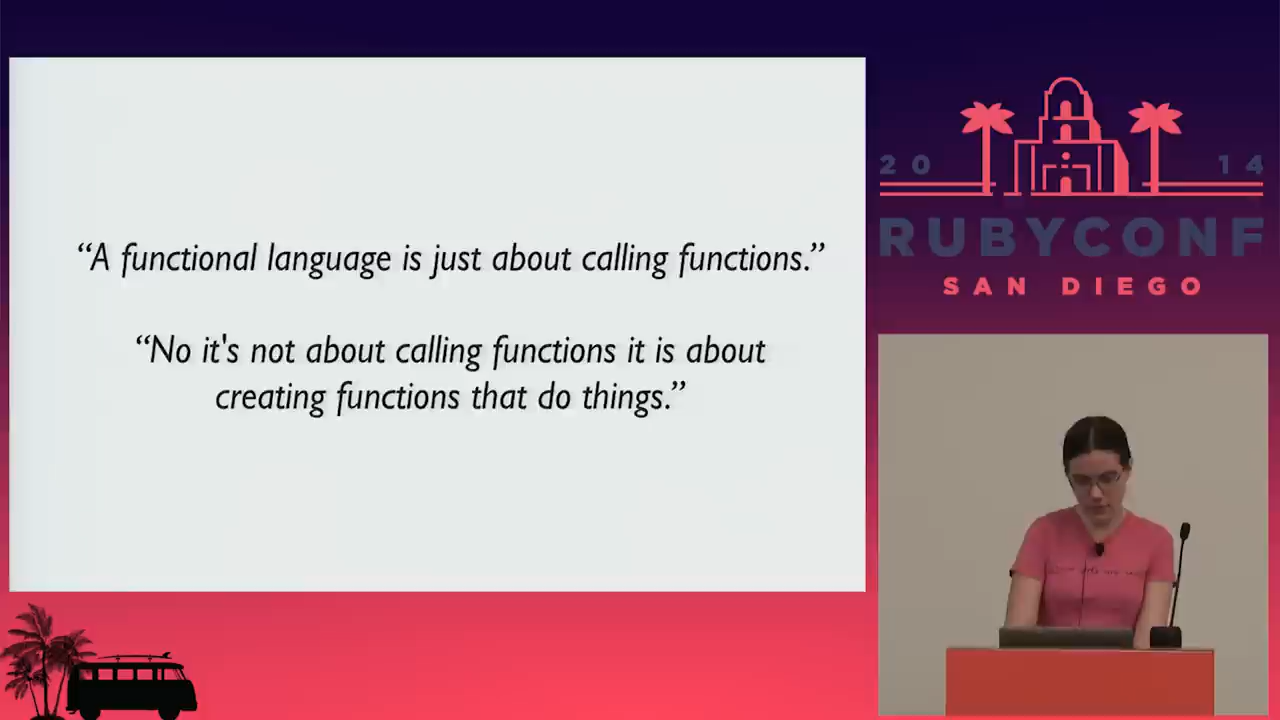 “A functional language is just about calling functions.”
“No it's not about calling functions it is about
creating functions that do things.”
20 14
RUBYCONF
SAN DIEGO